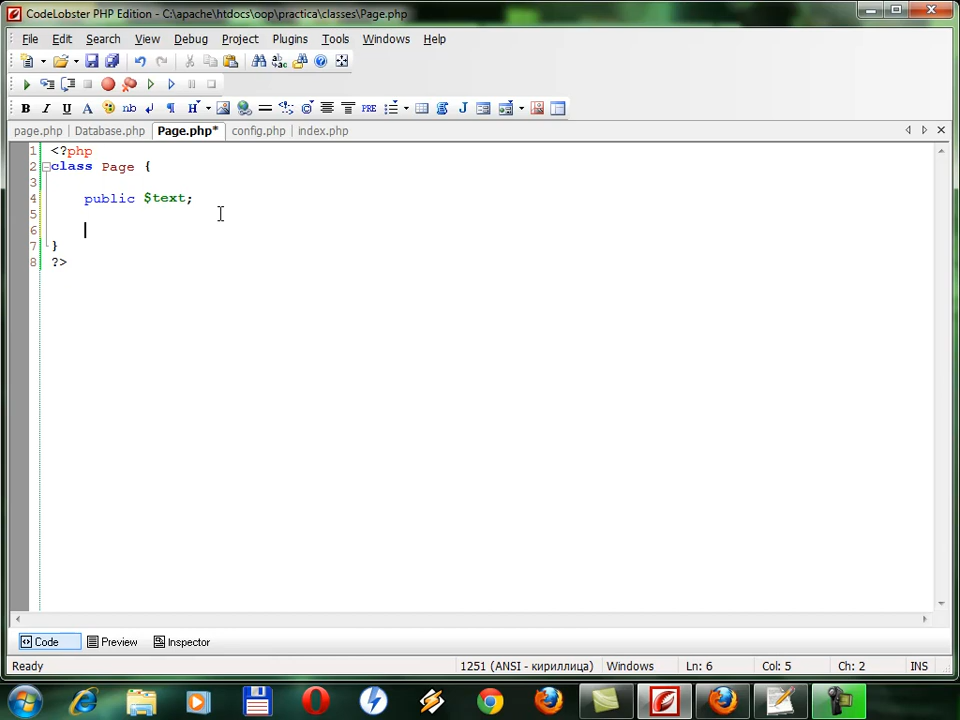 CodeLobster PHP Edition - C:\apache\htdocs\oop\practica\classes\Page.php
File Edit Search View Debug Project Plugins Tools Windows Help
B I U A nb ¶ H PRE J
page.php Database.php Page.php* config.php index.php
1 <?php
2 class Page {
3
4 public $text;
5
6
7 }
8 ?>
Code Preview Inspector
Ready 1251 (ANSI - кириллица) Windows Ln: 6 Col: 5 Ch: 2 INS